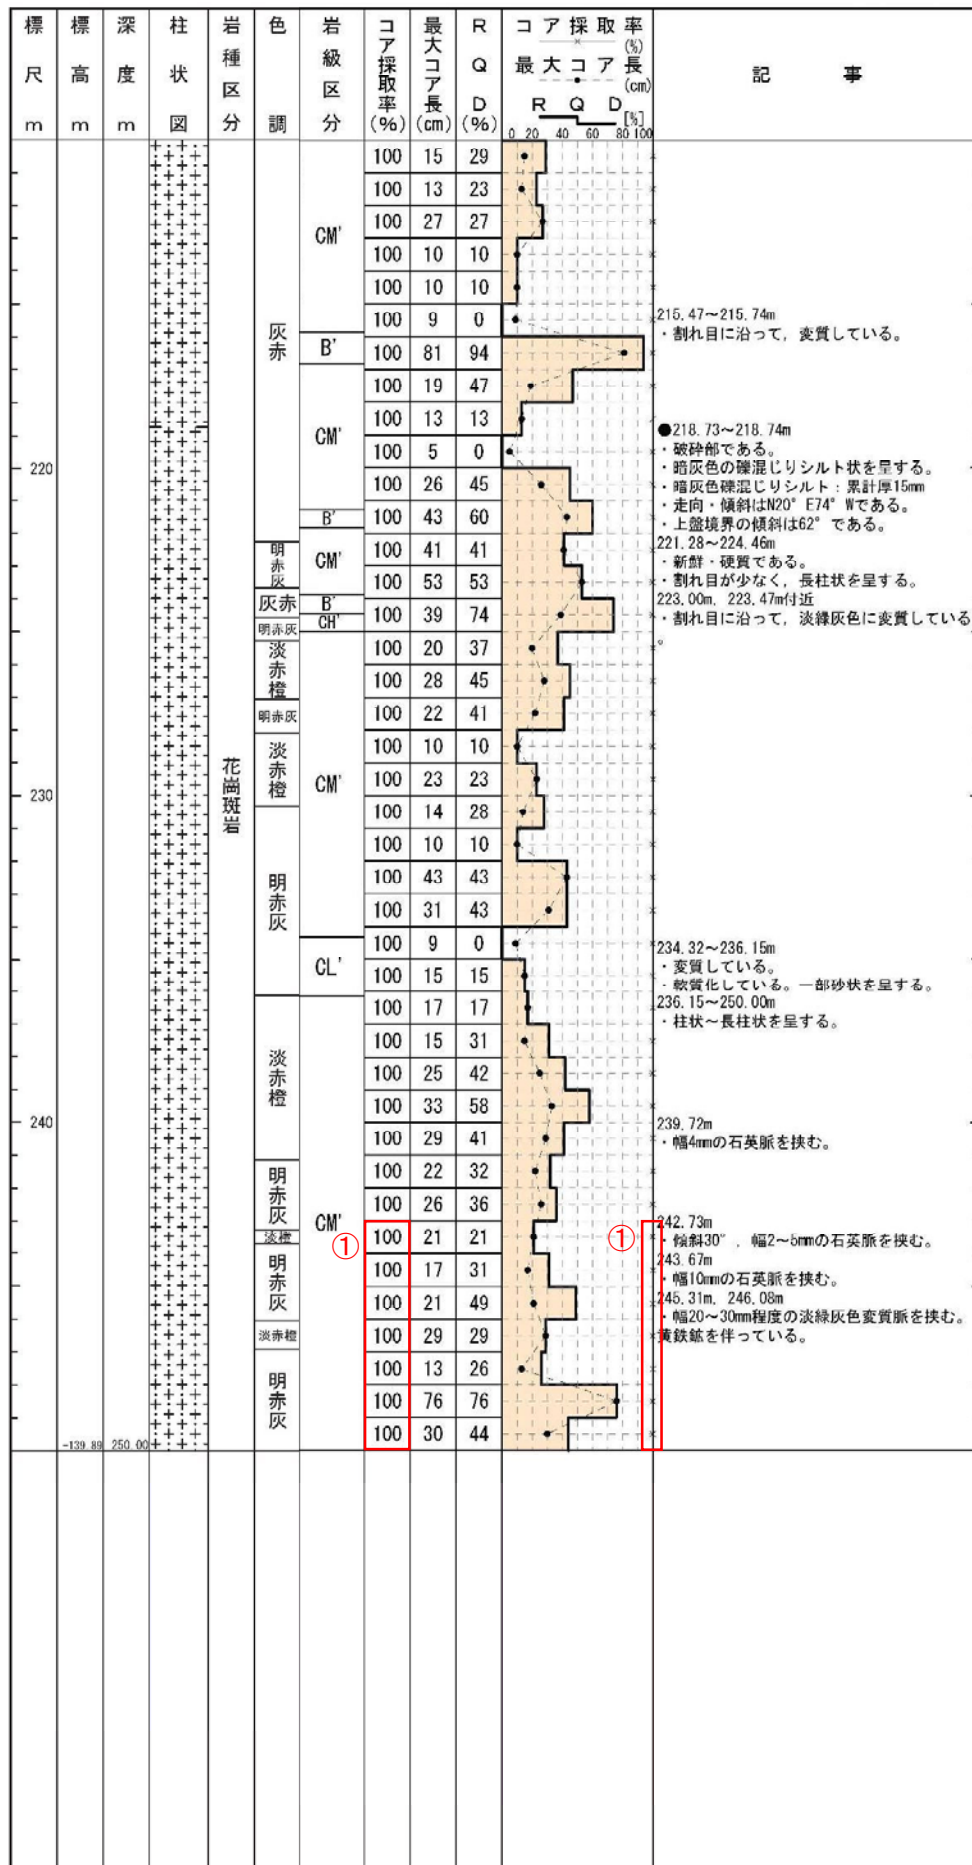 標尺m
標高m
深度m
柱状図
岩種区分
色調
岩級区分
コア採取率(%)
最大コア長(cm)
RQD(%)
コア採取率(%)
最大コア長(cm)
RQD[%]
0 20 40 60 80 100
記事
220
230
240
-139.89 250.00
花崗斑岩
灰赤
明赤灰
灰赤
明赤灰
淡赤橙
明赤灰
淡赤橙
明赤灰
淡赤橙
明赤灰
淡橙
明赤灰
淡赤橙
明赤灰
CM'
B'
CM'
B'
CM'
B'
CH'
CM'
CL'
CM'
100 15 29
100 13 23
100 27 27
100 10 10
100 10 10
100 9 0
100 81 94
100 19 47
100 13 13
100 5 0
100 26 45
100 43 60
100 41 41
100 53 53
100 39 74
100 20 37
100 28 45
100 22 41
100 10 10
100 23 23
100 14 28
100 10 10
100 43 43
100 31 43
100 9 0
100 15 15
100 17 17
100 15 31
100 25 42
100 33 58
100 29 41
100 22 32
100 26 36
100 21 21
100 17 31
100 21 49
100 29 29
100 13 26
100 76 76
100 30 44
①
①
215.47～215.74m
・割れ目に沿って，変質している。
●218.73～218.74m
・破砕部である。
・暗灰色の礫混じりシルト状を呈する。
・暗灰色礫混じりシルト：累計厚15mm
・走向・傾斜はN20°E74°Wである。
・上盤境界の傾斜は62°である。
221.28～224.46m
・新鮮・硬質である。
・割れ目が少なく，長柱状を呈する。
223.00m，223.47m付近
・割れ目に沿って，淡緑灰色に変質している
。
234.32～236.15m
・変質している。
・軟質化している。一部砂状を呈する。
236.15～250.00m
・柱状～長柱状を呈する。
239.72m
・幅4mmの石英脈を挟む。
242.73m
・傾斜30°，幅2～5mmの石英脈を挟む。
243.67m
・幅10mmの石英脈を挟む。
245.31m，246.08m
・幅20～30mm程度の淡緑灰色変質脈を挟む。
黄鉄鉱を伴っている。